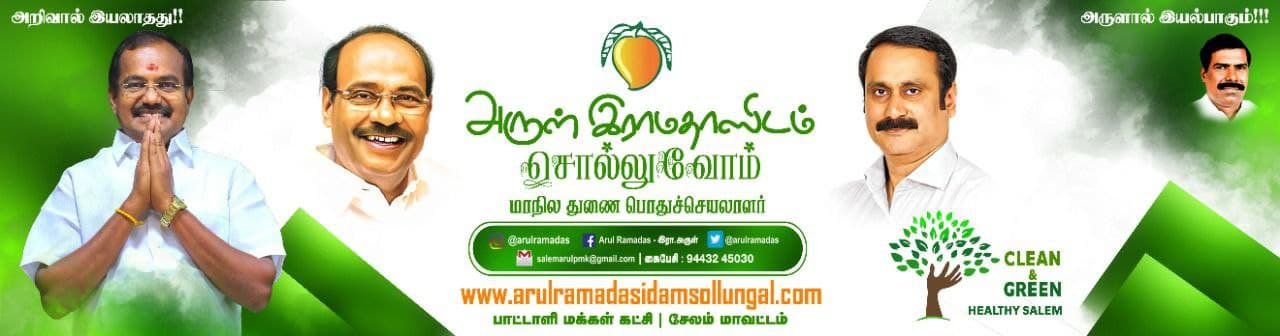 அறிவால் இயலாதது!!
அருளால் இயல்பாகும்!!!
அருள் இராமதாஸிடம்
சொல்லுவோம்
மாநில துணை பொதுச்செயலாளர்
@arulramadas Arul Ramadas - இரா.அருள் @arulramadas
salemarulpmk@gmail.com | கைபேசி : 94432 45030
www.arulramadasidamsollungal.com
பாட்டாளி மக்கள் கட்சி | சேலம் மாவட்டம்
CLEAN
&
GREEN
HEALTHY SALEM